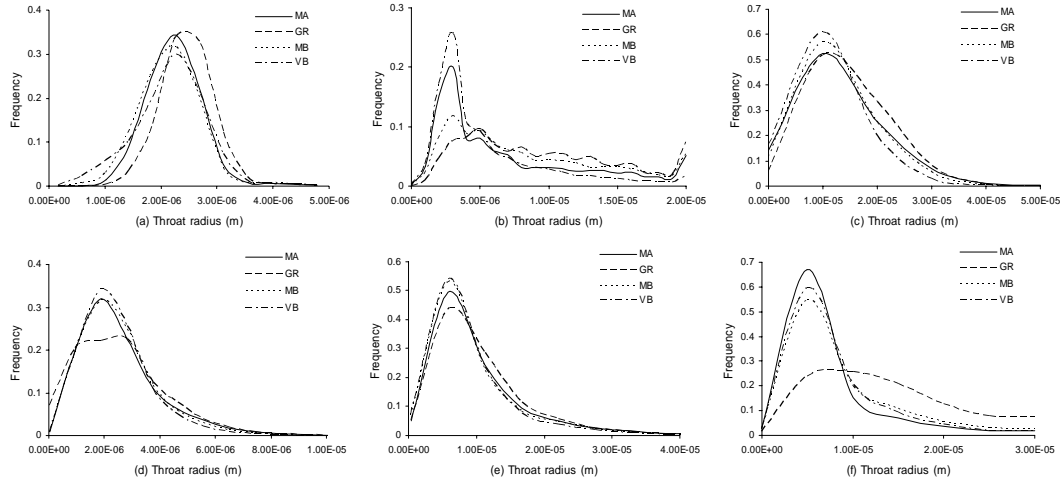 0.4
0.3
0.2
0.1
0
Frequency
0.00E+00 1.00E-06 2.00E-06 3.00E-06 4.00E-06 5.00E-06
(a) Throat radius (m)
MA
GR
MB
VB
0.3
0.2
0.1
0
Frequency
0.00E+00 5.00E-06 1.00E-05 1.50E-05 2.00E-05
(b) Throat radius (m)
MA
GR
MB
VB
0.7
0.6
0.5
0.4
0.3
0.2
0.1
0
Frequency
0.00E+00 1.00E-05 2.00E-05 3.00E-05 4.00E-05 5.00E-05
(c) Throat radius (m)
MA
GR
MB
VB
0.4
0.3
0.2
0.1
0
Frequency
0.00E+00 2.00E-06 4.00E-06 6.00E-06 8.00E-06 1.00E-05
(d) Throat radius (m)
MA
GR
MB
VB
0.6
0.5
0.4
0.3
0.2
0.1
0
Frequency
0.00E+00 1.00E-05 2.00E-05 3.00E-05 4.00E-05
(e) Throat radius (m)
MA
GR
MB
VB
0.7
0.6
0.5
0.4
0.3
0.2
0.1
0
Frequency
0.00E+00 1.00E-05 2.00E-05 3.00E-05
(f) Throat radius (m)
MA
GR
MB
VB